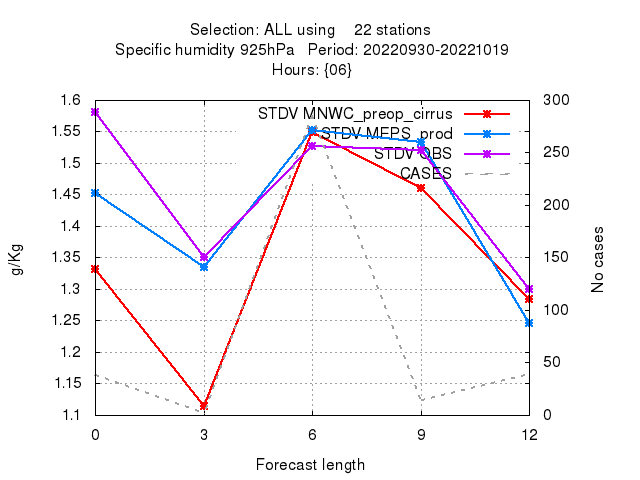 Selection: ALL using    22 stations
Specific humidity 925hPa   Period: 20220930-20221019
Hours: {06}
STDV MNWC_preop_cirrus
STDV MEPS_prod
STDV OBS
CASES
1.6
1.55
1.5
1.45
1.4
1.35
1.3
1.25
1.2
1.15
1.1
g/Kg
300
250
200
150
100
50
0
No cases
0 3 6 9 12
Forecast length